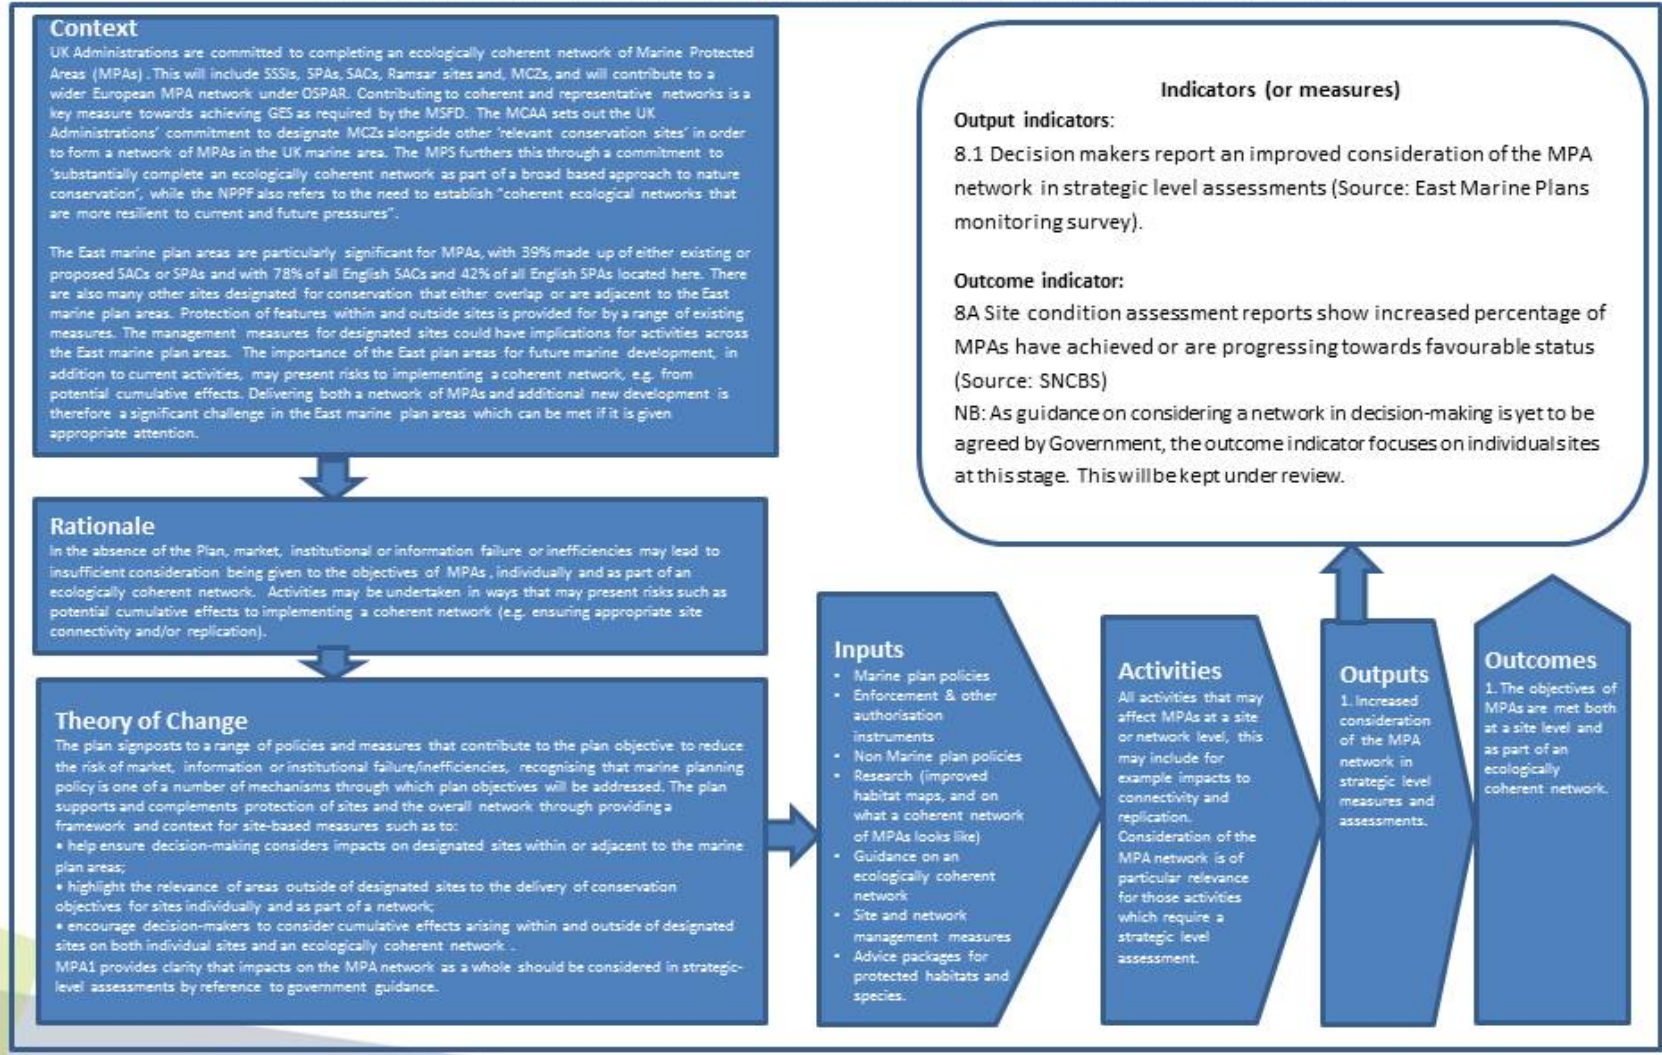 Context
UK Administrations are committed to completing an ecologically coherent network of Marine Protected
Areas (MPAs) . This will include SSSIs, SPAs, SACs, Ramsar sites and, MCZs, and will contribute to a
wider European MPA network under OSPAR. Contributing to coherent and representative networks is a
key measure towards achieving GES as required by the MSFD. The MCAA sets out the UK
Administrations' commitment to designate MCZs alongside other 'relevant conservation sites' in order
to form a network of MPAs in the UK marine area. The MPS furthers this through a commitment to
'substantially complete an ecologically coherent network as part of a broad based approach to nature
conservation', while the NPPF also refers to the need to establish "coherent ecological networks that
are more resilient to current and future pressures".
The East marine plan areas are particularly significant for MPAs, with 39% made up of either existing or
proposed SACs or SPAs and with 78% of all English SACs and 42% of all English SPAs located here. There
are also many other sites designated for conservation that either overlap or are adjacent to the East
marine plan areas. Protection of features within and outside sites is provided for by a range of existing
measures. The management measures for designated sites could have implications for activities across
the East marine plan areas. The importance of the East plan areas for future marine development, in
addition to current activities, may present risks to implementing a coherent network, e.g. from
potential cumulative effects. Delivering both a network of MPAs and additional new development is
therefore a significant challenge in the East marine plan areas which can be met if it is given
appropriate attention.
Rationale
In the absence of the Plan, market, institutional or information failure or inefficiencies may lead to
insufficient consideration being given to the objectives of MPAs , individually and as part of an
ecologically coherent network. Activities may be undertaken in ways that may present risks such as
potential cumulative effects to implementing a coherent network (e.g. ensuring appropriate site
connectivity and/or replication).
Theory of Change
The plan signposts to a range of policies and measures that contribute to the plan objective to reduce
the risk of market, information or institutional failure/inefficiencies, recognising that marine planning
policy is one of a number of mechanisms through which plan objectives will be addressed. The plan
supports and complements protection of sites and the overall network through providing a
framework and context for site-based measures such as to:
• help ensure decision-making considers impacts on designated sites within or adjacent to the marine
plan areas;
• highlight the relevance of areas outside of designated sites to the delivery of conservation
objectives for sites individually and as part of a network;
• encourage decision-makers to consider cumulative effects arising within and outside of designated
sites on both individual sites and an ecologically coherent network .
MPA1 provides clarity that impacts on the MPA network as a whole should be considered in strategic-
level assessments by reference to government guidance.
Inputs
• Marine plan policies
• Enforcement & other
authorisation
instruments
• Non Marine plan policies
• Research (improved
habitat maps, and on
what a coherent network
of MPAs looks like)
• Guidance on an
ecologically coherent
network
• Site and network
management measures
• Advice packages for
protected habitats and
species.
Activities
All activities that may
affect MPAs at a site
or network level, this
may include for
example impacts to
connectivity and
replication.
Consideration of the
MPA network is of
particular relevance
for those activities
which require a
strategic level
assessment.
Outputs
1. Increased
consideration
of the MPA
network in
strategic level
measures and
assessments.
Outcomes
1. The objectives of
MPAs are met both
at a site level and
as part of an
ecologically
coherent network.
Indicators (or measures)
Output indicators:
8.1 Decision makers report an improved consideration of the MPA
network in strategic level assessments (Source: East Marine Plans
monitoring survey).
Outcome indicator:
8A Site condition assessment reports show increased percentage of
MPAs have achieved or are progressing towards favourable status
(Source: SNCBS)
NB: As guidance on considering a network in decision-making is yet to be
agreed by Government, the outcome indicator focuses on individual sites
at this stage. This will be kept under review.